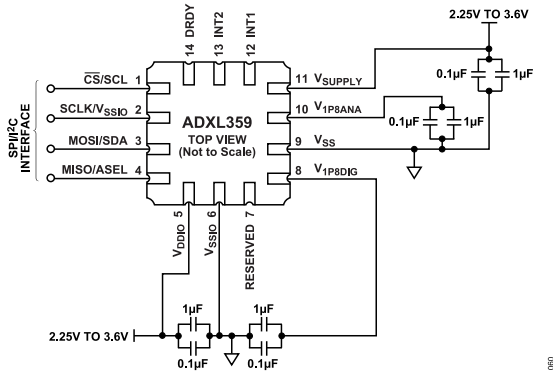 2.25V TO 3.6V
14 DRDY
13 INT2
12 INT1
SPI/I²C
INTERFACE
CS/SCL 1
SCLK/VSSIO 2
MOSI/SDA 3
MISO/ASEL 4
ADXL359
TOP VIEW
(Not to Scale)
11 VSUPPLY
10 V1P8ANA
9 VSS
8 V1P8DIG
0.1µF
1µF
0.1µF
1µF
VDDIO 5
VSSIO 6
RESERVED 7
1µF
1µF
2.25V TO 3.6V
0.1µF
0.1µF
060